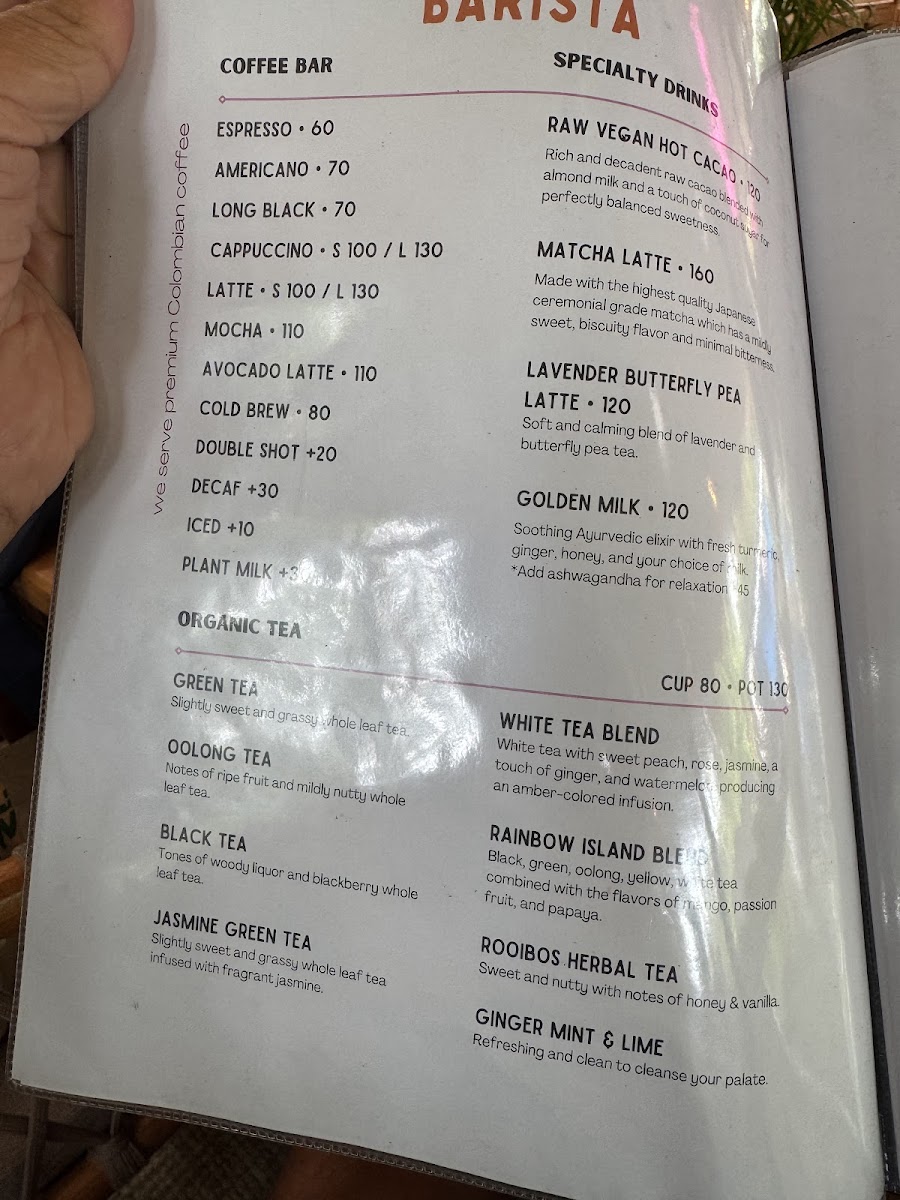 BARISTA
we serve premium Colombian coffee
COFFEE BAR
ESPRESSO • 60
AMERICANO • 70
LONG BLACK • 70
CAPPUCCINO • S 100 / L 130
LATTE • S 100 / L 130
MOCHA • 110
AVOCADO LATTE • 110
COLD BREW • 80
DOUBLE SHOT +20
DECAF +30
ICED +10
PLANT MILK
SPECIALTY DRINKS
RAW VEGAN HOT CACAO • 120
Rich and decadent raw cacao blended with
almond milk and a touch of coconut sugar for
perfectly balanced sweetness.
MATCHA LATTE • 160
Made with the highest quality Japanese
ceremonial grade matcha which has a mildly
sweet, biscuity flavor and minimal bitterness.
LAVENDER BUTTERFLY PEA
LATTE • 120
Soft and calming blend of lavender and
butterfly pea tea.
GOLDEN MILK • 120
Soothing Ayurvedic elixir with fresh turmeric,
ginger, honey, and your choice of milk.
*Add ashwagandha for relaxation +45
ORGANIC TEA
CUP 80 • POT 130
GREEN TEA
Slightly sweet and grassy whole leaf tea.
OOLONG TEA
Notes of ripe fruit and mildly nutty whole
leaf tea.
BLACK TEA
Tones of woody liquor and blackberry whole
leaf tea.
JASMINE GREEN TEA
Slightly sweet and grassy whole leaf tea
infused with fragrant jasmine.
WHITE TEA BLEND
White tea with sweet peach, rose, jasmine, a
touch of ginger, and watermelon producing
an amber-colored infusion.
RAINBOW ISLAND BLEND
Black, green, oolong, yellow, white tea
combined with the flavors of mango, passion
fruit, and papaya.
ROOIBOS HERBAL TEA
Sweet and nutty with notes of honey & vanilla.
GINGER MINT & LIME
Refreshing and clean to cleanse your palate.